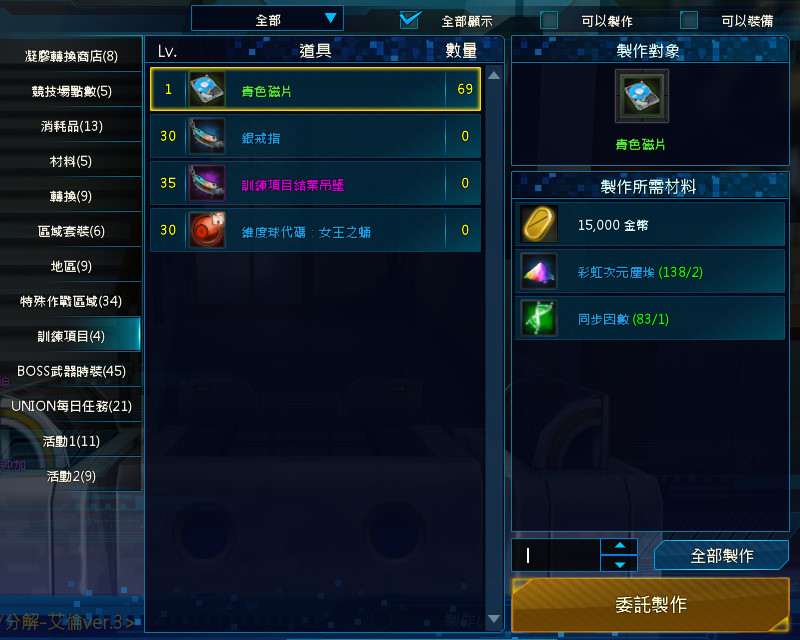 全部
全部顯示
可以製作
可以裝備
凝膠轉換商店(8)
競技場點數(5)
消耗品(13)
材料(5)
轉換(9)
區域套裝(6)
地區(9)
特殊作戰區域(34)
訓練項目(4)
BOSS武器時裝(45)
UNION每日任務(21)
活動1(11)
活動2(9)
Lv. 道具 數量
1 青色磁片 69
30 銀戒指 0
35 訓練項目結業吊墜 0
30 維度球代碼：女王之蛹 0
製作對象
青色磁片
製作所需材料
15,000 金幣
彩虹次元塵埃 (138/2)
同步因數 (83/1)
全部製作
委託製作
/分解-艾倫ver.3>